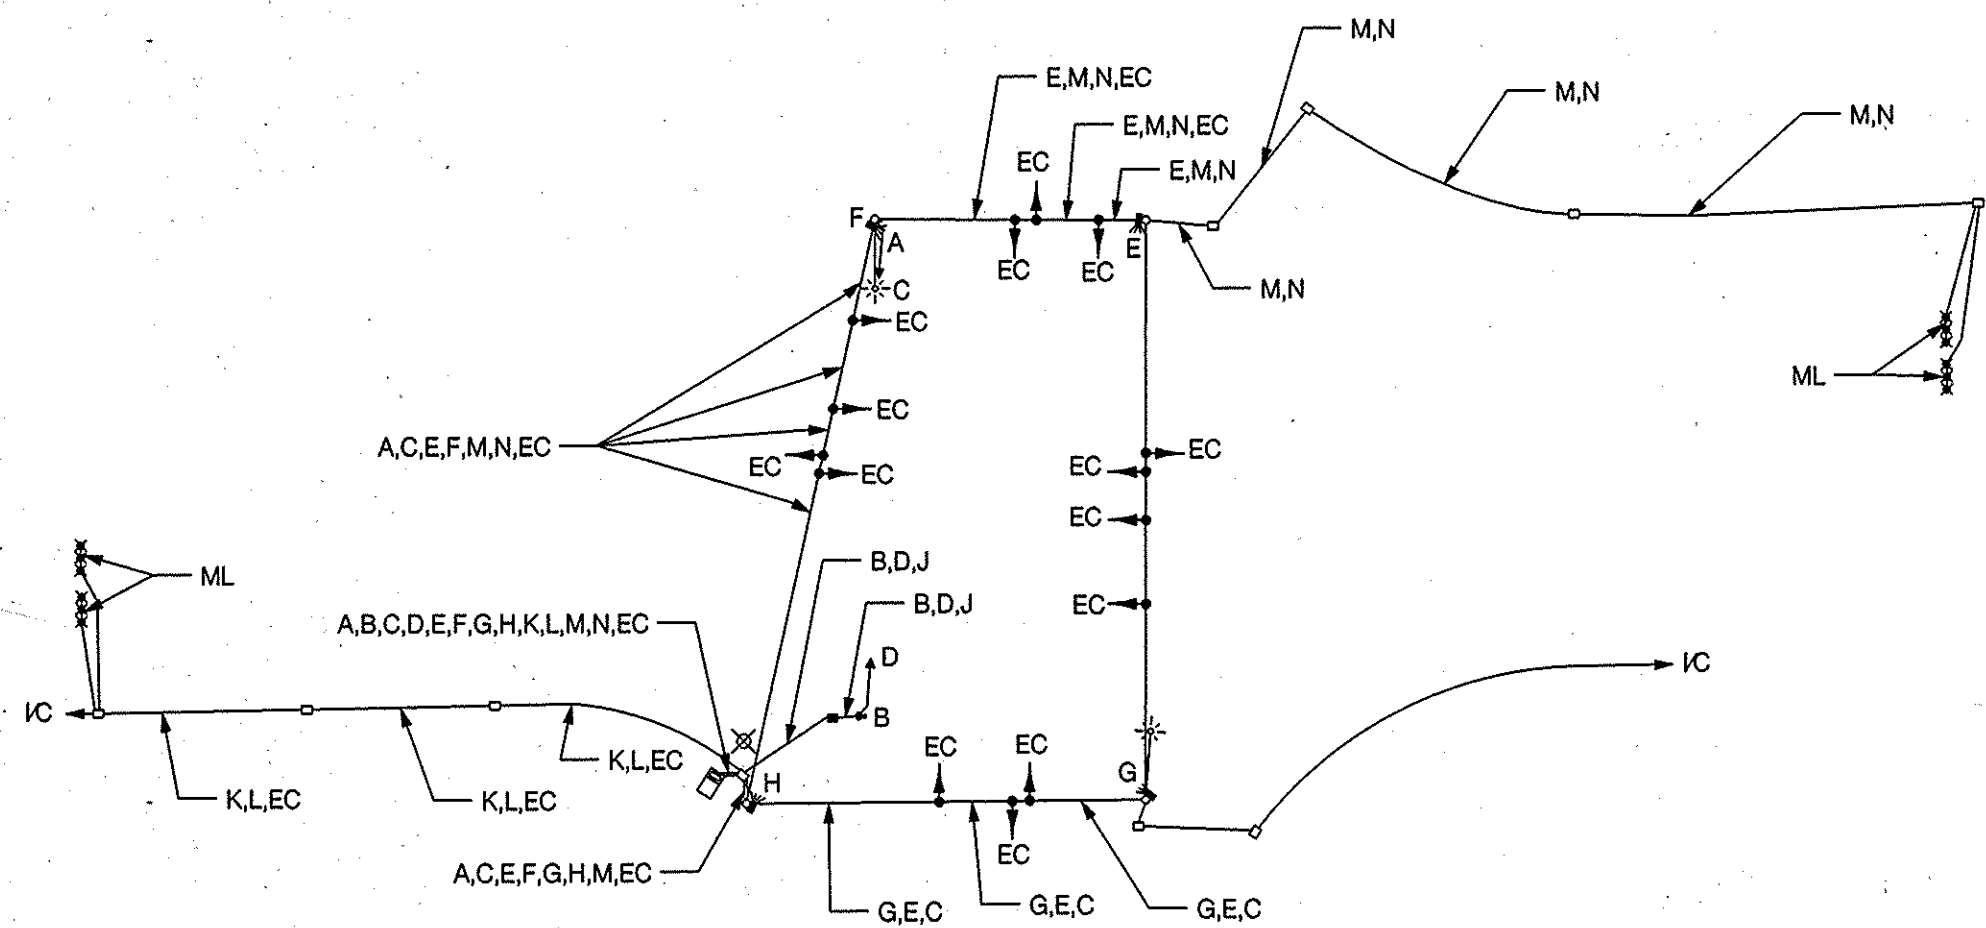 M,N
E,M,N,EC
M,N
M,N
E,M,N,EC
EC
E,M,N
F
A
E
EC
EC
C
M,N
EC
ML
EC
A,C,E,F,M,N,EC
EC
EC
EC
EC
EC
B,D,J
ML
B,D,J
EC
A,B,C,D,E,F,G,H,K,L,M,N,EC
D
I/C
I/C
B
EC
EC
K,L,EC
G
H
K,L,EC
K,L,EC
EC
A,C,E,F,G,H,M,EC
G,E,C
G,E,C
G,E,C